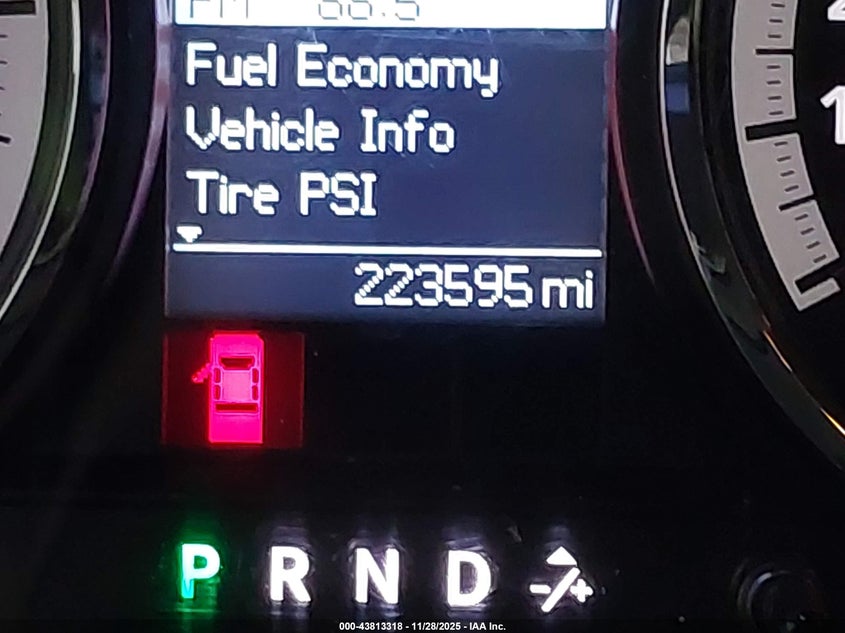 Fuel Economy
Vehicle Info
Tire PSI
223595 mi
P R N D -/+
000-43813318 - 11/28/2025 - IAA Inc.